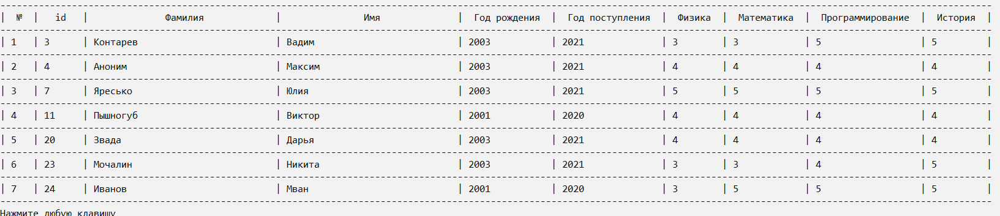 | № | id | Фамилия | Имя | Год рождения | Год поступления | Физика | Математика | Программирование | История |
| 1 | 3 | Контарев | Вадим | 2003 | 2021 | 3 | 3 | 5 | 5 |
| 2 | 4 | Аноним | Максим | 2003 | 2021 | 4 | 4 | 4 | 4 |
| 3 | 7 | Яресько | Юлия | 2003 | 2021 | 5 | 5 | 5 | 5 |
| 4 | 11 | Пышногуб | Виктор | 2001 | 2020 | 4 | 4 | 4 | 4 |
| 5 | 20 | Звада | Дарья | 2003 | 2021 | 4 | 4 | 4 | 4 |
| 6 | 23 | Мочалин | Никита | 2003 | 2021 | 3 | 3 | 4 | 5 |
| 7 | 24 | Иванов | Мван | 2001 | 2020 | 3 | 5 | 5 | 5 |
Нажмите любую клавишу